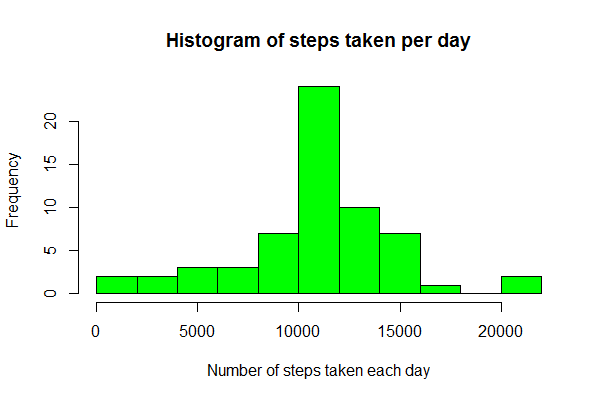 Histogram of steps taken per day
Frequency
20
15
10
5
0
0 5000 10000 15000 20000
Number of steps taken each day